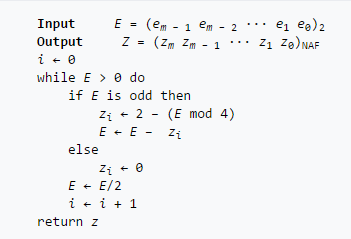 Input E = (eₘ₋₁ eₘ₋₂ ··· e₁ e₀)₂
Output Z = (zₘ zₘ₋₁ ··· z₁ z₀)NAF
i ← 0
while E > 0 do
if E is odd then
zᵢ ← 2 − (E mod 4)
E ← E − zᵢ
else
zᵢ ← 0
E ← E/2
i ← i + 1
return z